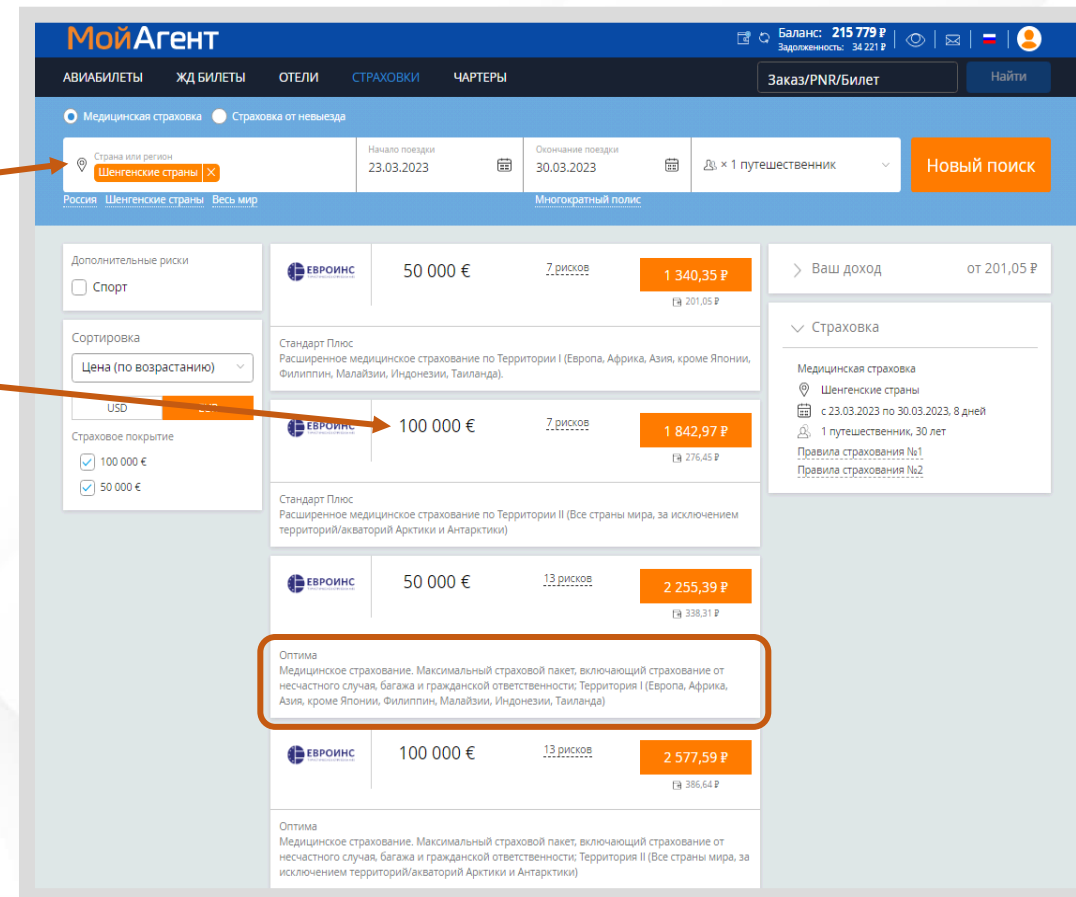 МойАгент
Баланс: 215 779 ₽
Задолженность: 34 221 ₽
АВИАБИЛЕТЫ ЖД БИЛЕТЫ ОТЕЛИ СТРАХОВКИ ЧАРТЕРЫ
Заказ/PNR/Билет
Найти
Медицинская страховка Страховка от невыезда
Страна или регион
Шенгенские страны
Начало поездки
23.03.2023
Окончание поездки
30.03.2023
× 1 путешественник
Новый поиск
Россия Шенгенские страны Весь мир
Многократный полис
Дополнительные риски
Спорт
Сортировка
Цена (по возрастанию)
USD
Страховое покрытие
100 000 €
50 000 €
ЕВРОИНС
50 000 €
7 рисков
1 340,35 ₽
201,05 ₽
Стандарт Плюс
Расширенное медицинское страхование по Территории I (Европа, Африка, Азия, кроме Японии,
Филиппин, Малайзии, Индонезии, Таиланда).
ЕВРОИНС
100 000 €
7 рисков
1 842,97 ₽
276,45 ₽
Стандарт Плюс
Расширенное медицинское страхование по Территории II (Все страны мира, за исключением
территорий/акваторий Арктики и Антарктики)
ЕВРОИНС
50 000 €
13 рисков
2 255,39 ₽
338,31 ₽
Оптима
Медицинское страхование. Максимальный страховой пакет, включающий страхование от
несчастного случая, багажа и гражданской ответственности; Территория I (Европа, Африка,
Азия, кроме Японии, Филиппин, Малайзии, Индонезии, Таиланда)
ЕВРОИНС
100 000 €
13 рисков
2 577,59 ₽
386,64 ₽
Оптима
Медицинское страхование. Максимальный страховой пакет, включающий страхование от
несчастного случая, багажа и гражданской ответственности; Территория II (Все страны мира, за
исключением территорий/акваторий Арктики и Антарктики)
Ваш доход
от 201,05 ₽
Страховка
Медицинская страховка
Шенгенские страны
с 23.03.2023 по 30.03.2023, 8 дней
1 путешественник, 30 лет
Правила страхования №1
Правила страхования №2